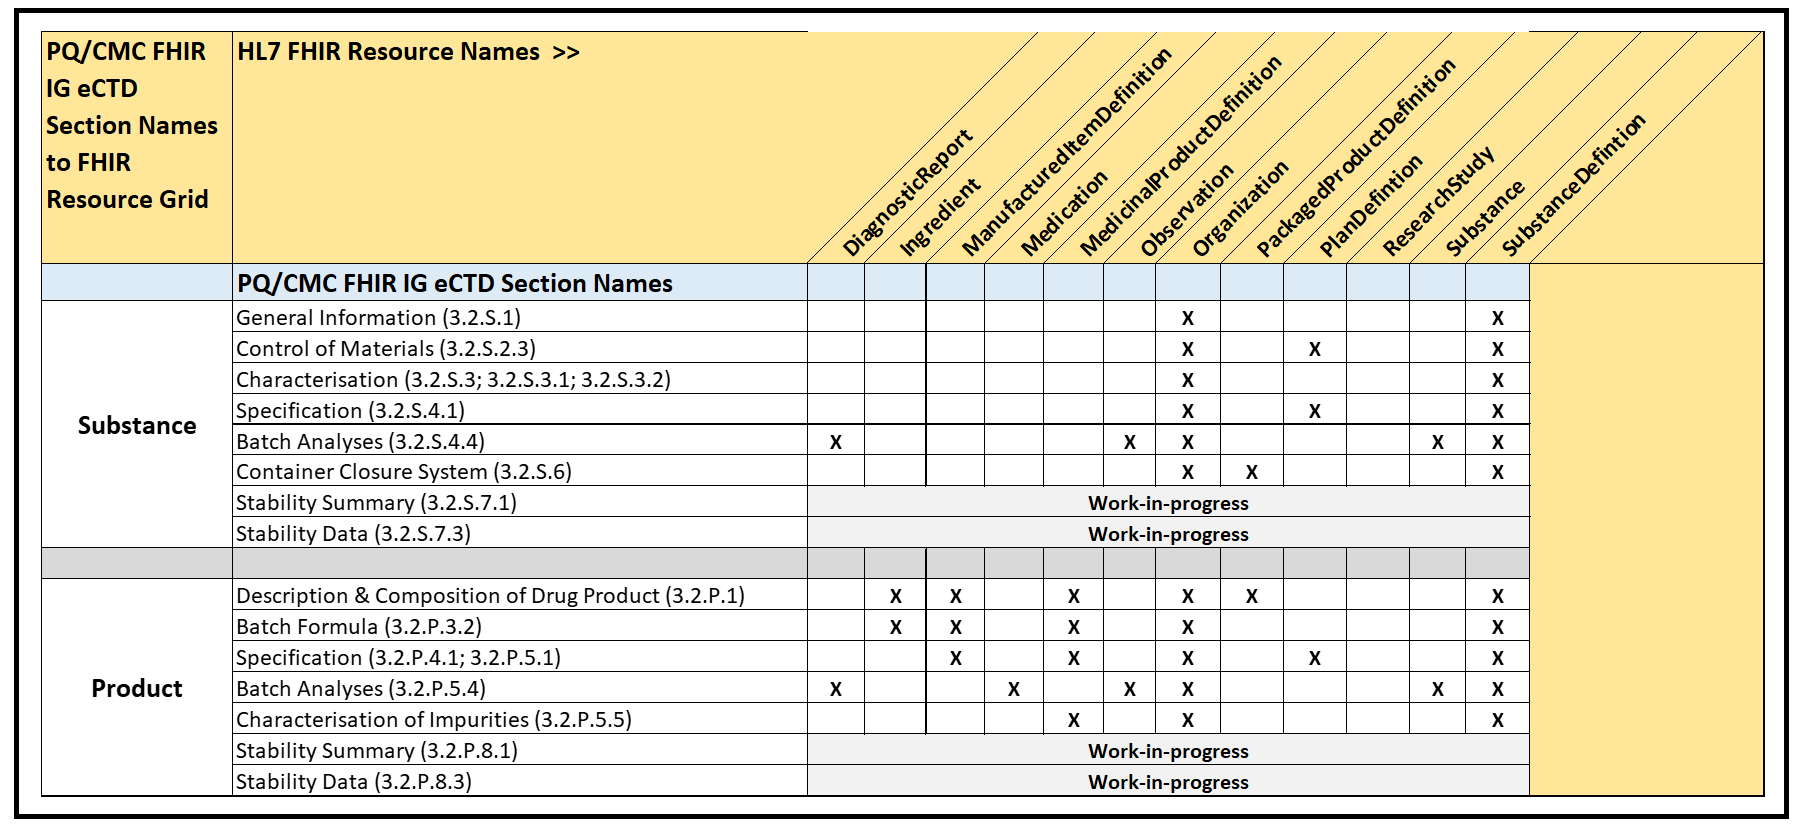 PQ/CMC FHIR
IG eCTD
Section Names
to FHIR
Resource Grid
HL7 FHIR Resource Names >>
DiagnosticReport
Ingredient
ManufacturedItemDefinition
Medication
MedicinalProductDefinition
Observation
Organization
PackagedProductDefinition
PlanDefintion
ResearchStudy
Substance
SubstanceDefintion
PQ/CMC FHIR IG eCTD Section Names
Substance
General Information (3.2.S.1) X X
Control of Materials (3.2.S.2.3) X X X
Characterisation (3.2.S.3; 3.2.S.3.1; 3.2.S.3.2) X X
Specification (3.2.S.4.1) X X X
Batch Analyses (3.2.S.4.4) X X X X X
Container Closure System (3.2.S.6) X X X
Stability Summary (3.2.S.7.1) Work-in-progress
Stability Data (3.2.S.7.3) Work-in-progress
Product
Description & Composition of Drug Product (3.2.P.1) X X X X X X
Batch Formula (3.2.P.3.2) X X X X X
Specification (3.2.P.4.1; 3.2.P.5.1) X X X X X
Batch Analyses (3.2.P.5.4) X X X X X X
Characterisation of Impurities (3.2.P.5.5) X X X
Stability Summary (3.2.P.8.1) Work-in-progress
Stability Data (3.2.P.8.3) Work-in-progress